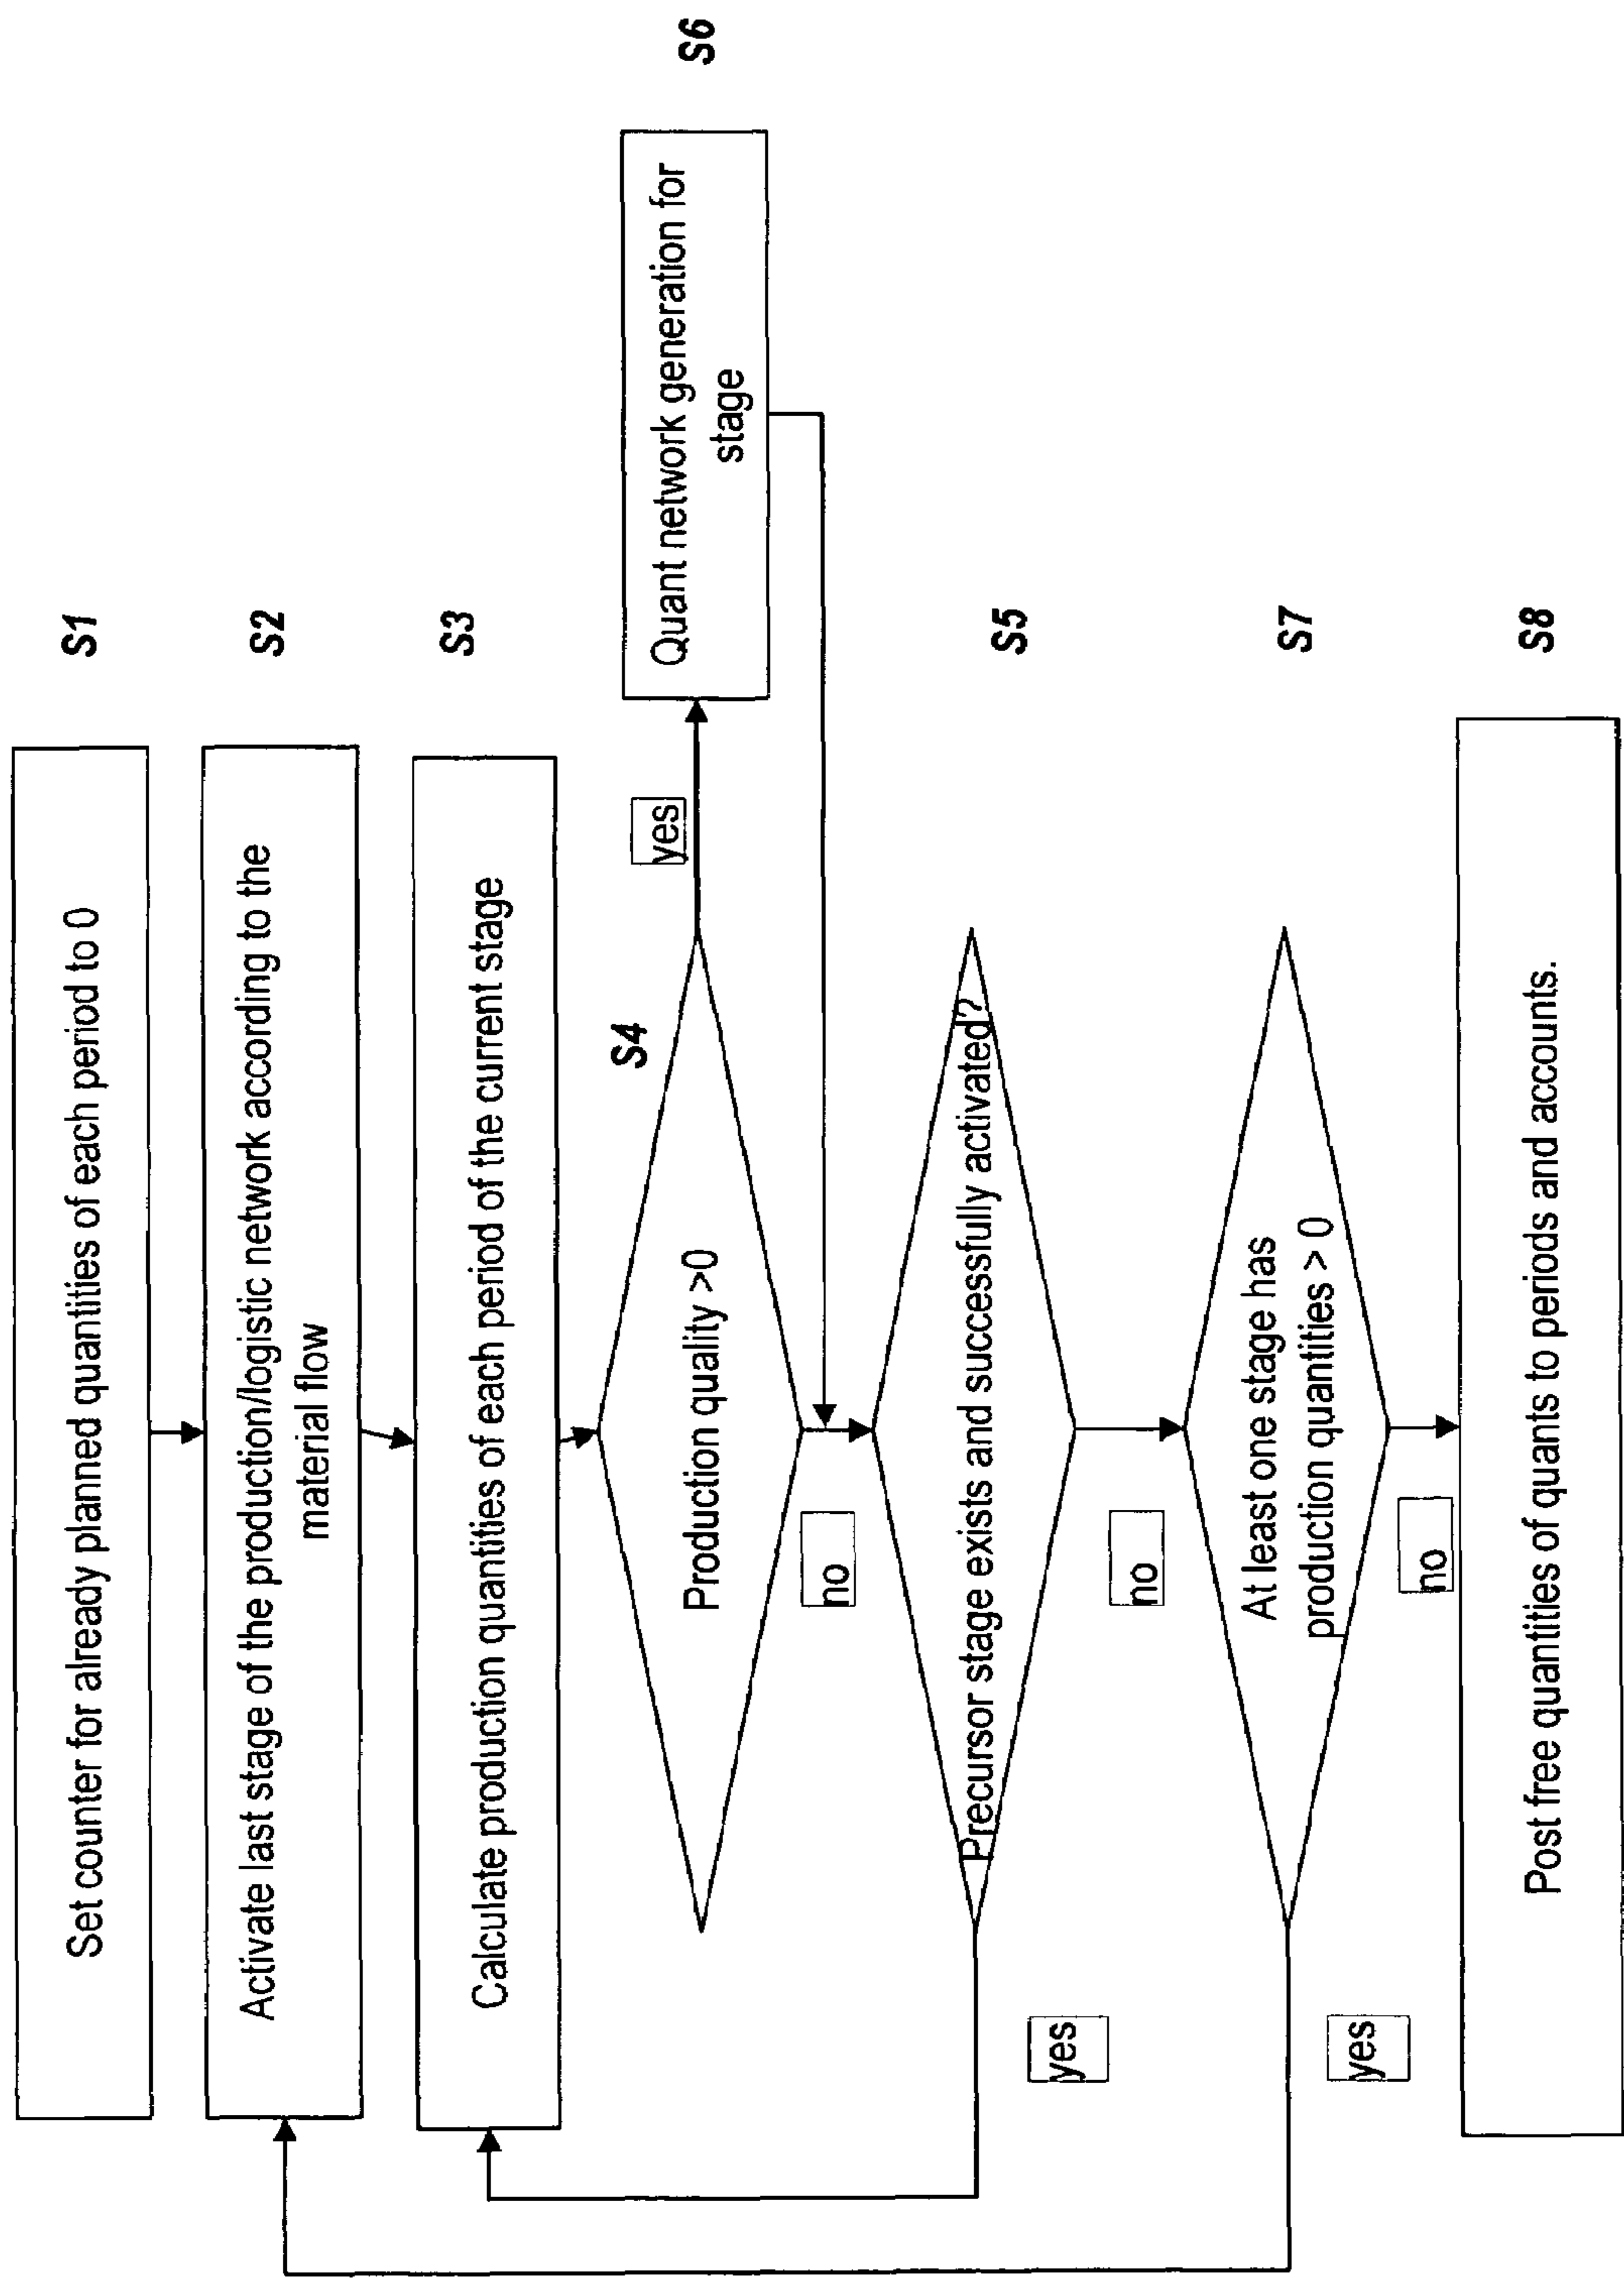 Set counter for already planned quantities of each period to 0
S1
Activate last stage of the production/logistic network according to the
material flow
S2
Calculate production quantities of each period of the current stage
S3
S4
Production quality >0
yes
Quant network generation for
stage
S6
no
Precursor stage exists and successfully activated?
S5
yes
no
At least one stage has
production quantities > 0
S7
yes
no
Post free quantities of quants to periods and accounts.
S8